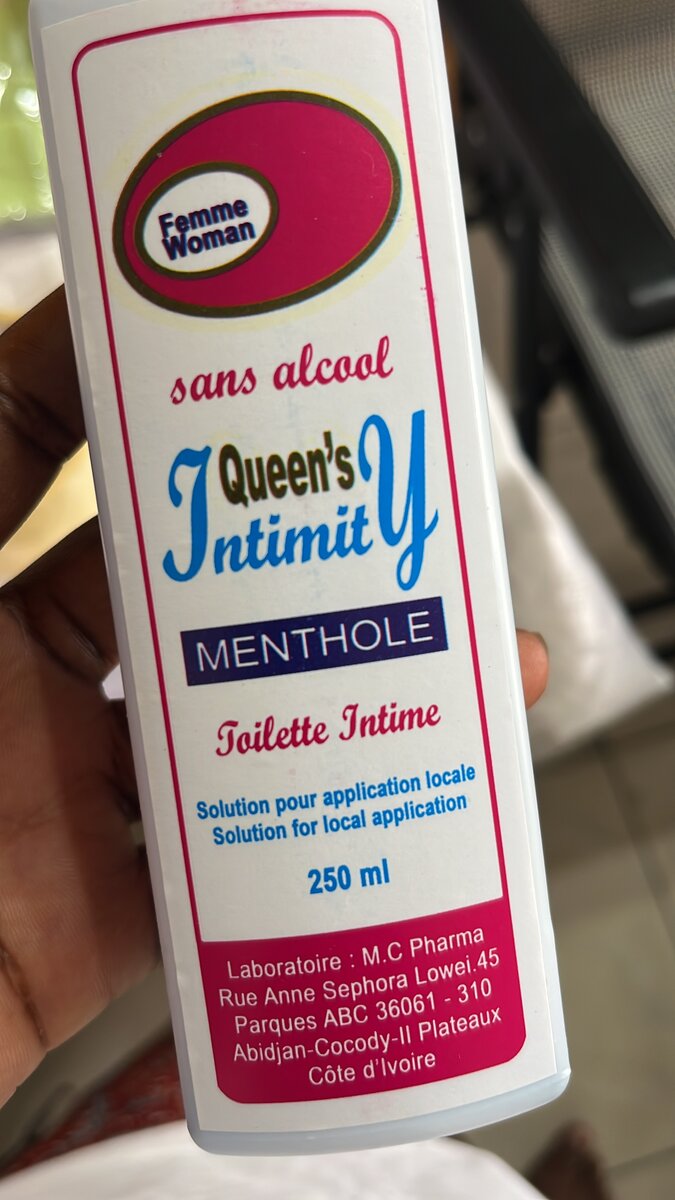 Femme
Woman
sans alcool
Queen's
IntimitY
MENTHOLE
Toilette Intime
Solution pour application locale
Solution for local application
250 ml
Laboratoire : M.C Pharma
Rue Anne Sephora Lowei.45
Parques ABC 36061 - 310
Abidjan-Cocody-II Plateaux
Côte d'Ivoire